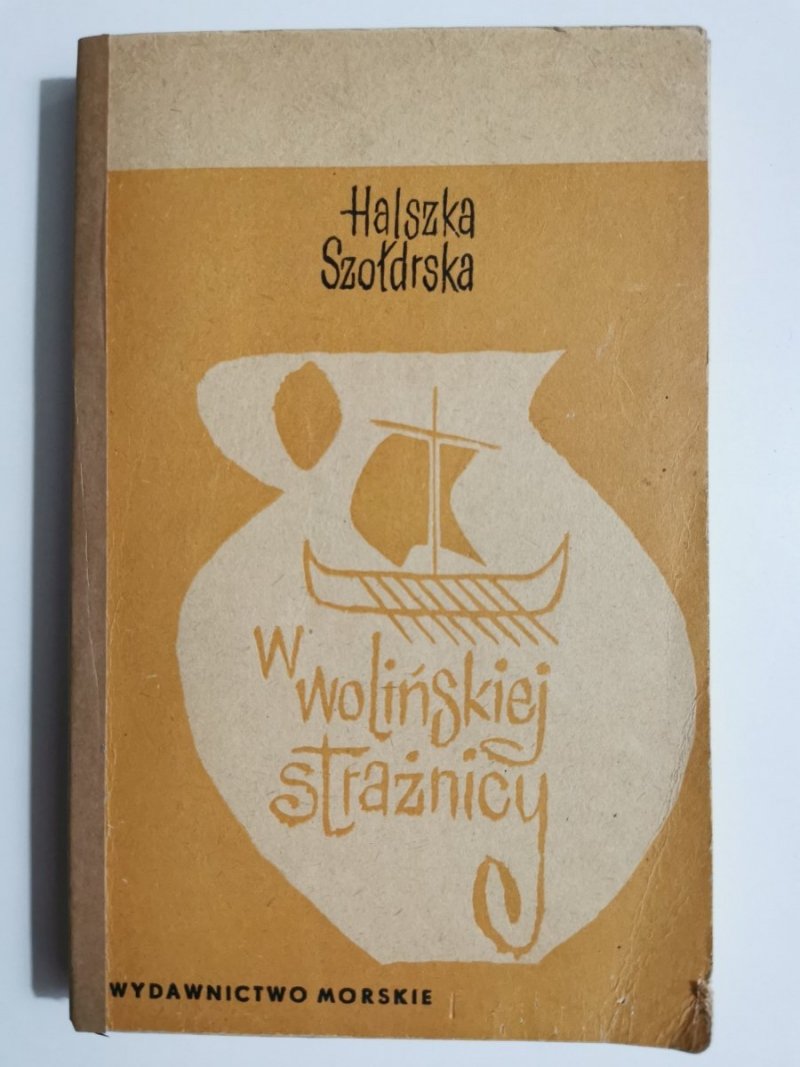 Halszka
Szołdrska
w
wolińskiej
strażnicy
WYDAWNICTWO MORSKIE